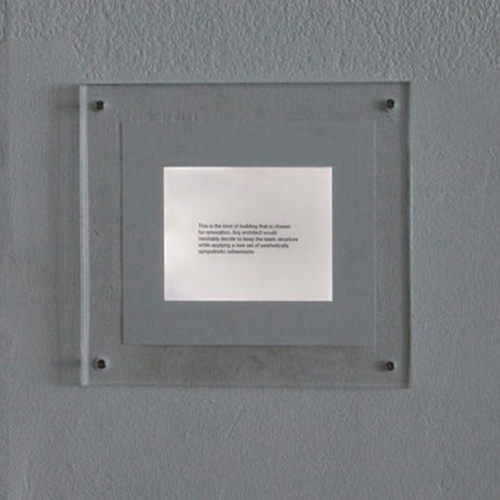 This is the kind of building that is chosen
for renovation. Any architect would
inevitably decide to keep the basic structure
while applying a new set of aesthetically
sympathetic refinements